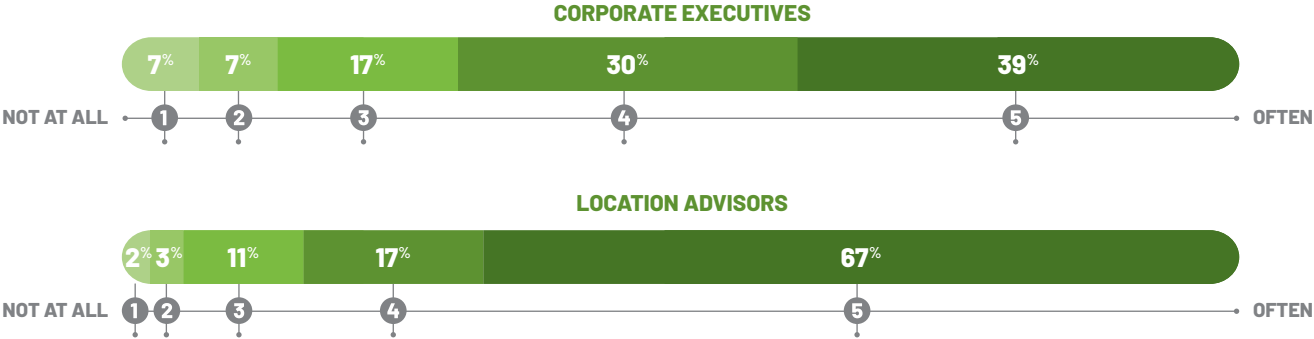 CORPORATE EXECUTIVES
7% 7% 17% 30% 39%
NOT AT ALL 1 2 3 4 5 OFTEN
LOCATION ADVISORS
2% 3% 11% 17% 67%
NOT AT ALL 1 2 3 4 5 OFTEN